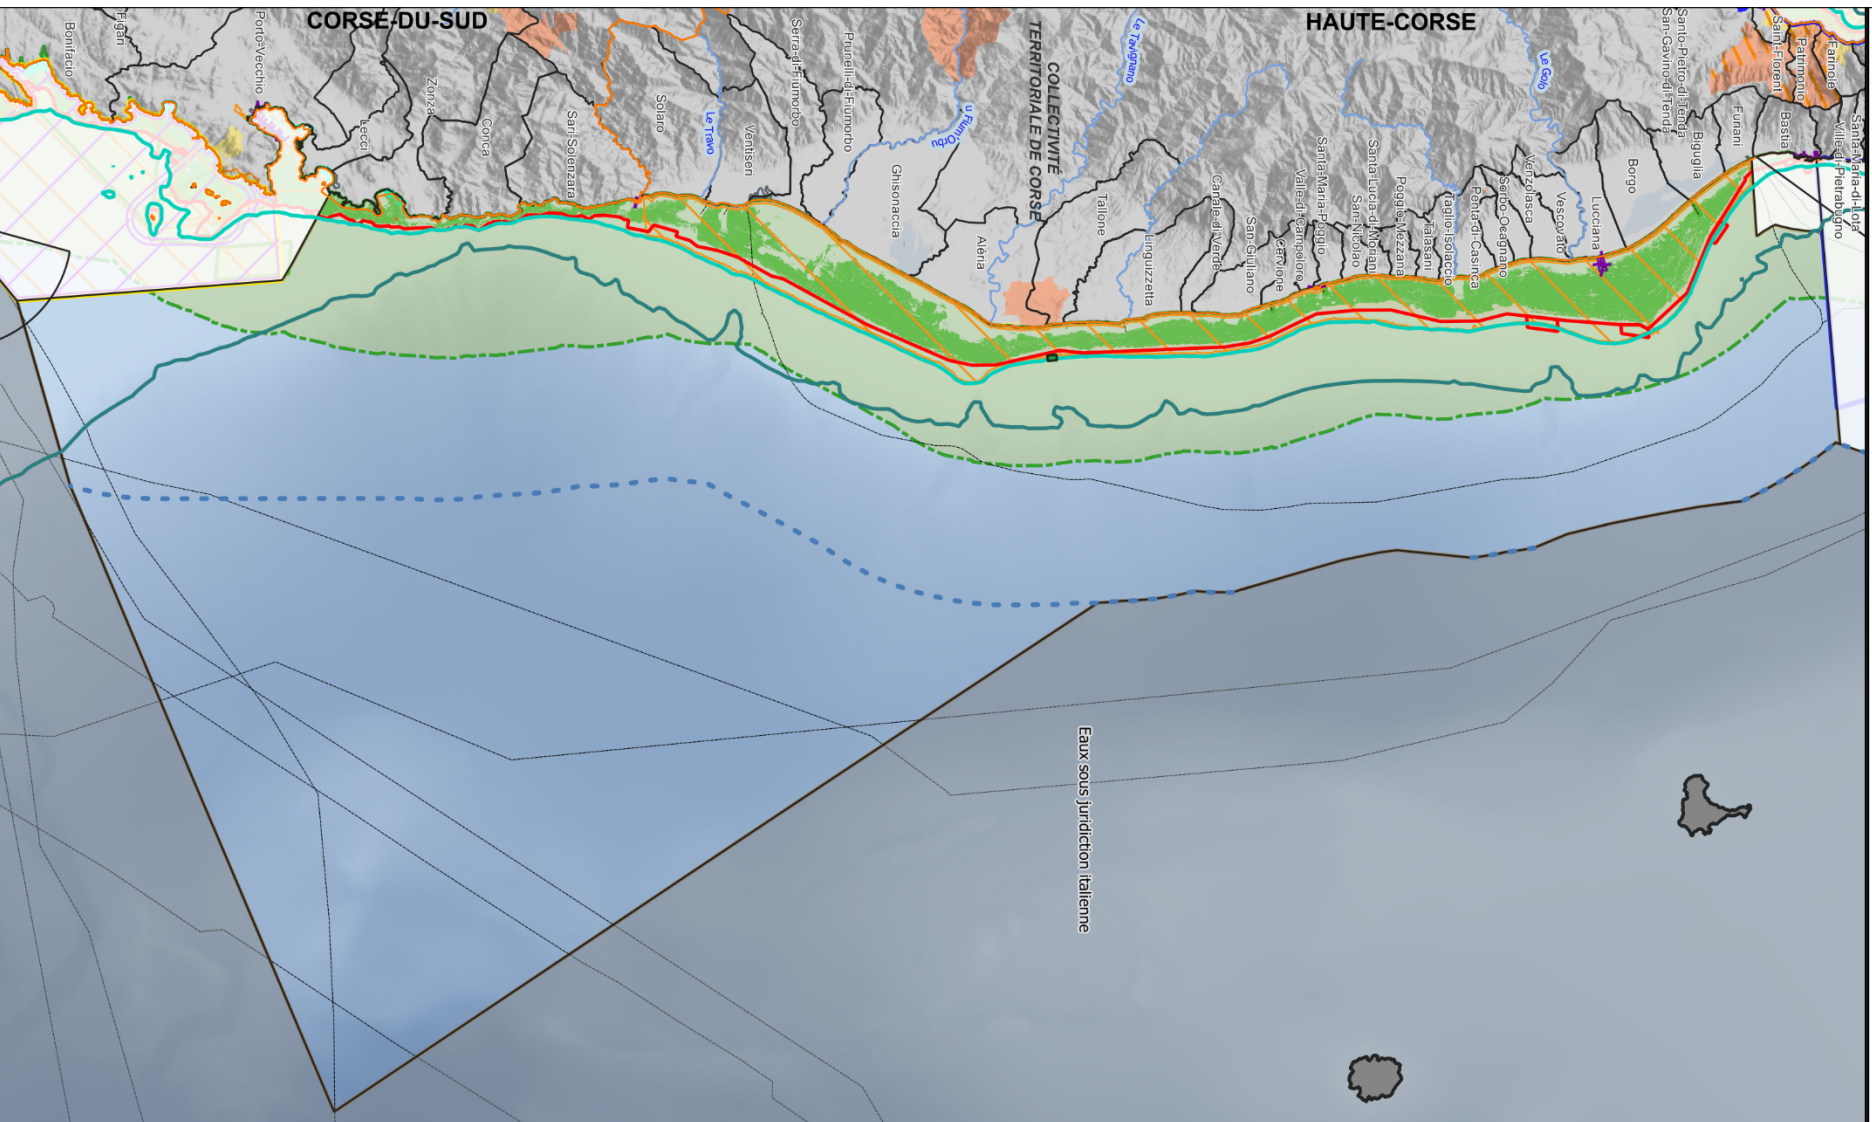 CORSE-DU-SUD
HAUTE-CORSE
COLLECTIVITÉ
TERRITORIALE DE CORSE
Bonifacio
Figari
Porto-Vecchio
Lecci
Zonza
Conca
Sari-Solenzara
Solaro
Le Travo
Ventiseri
Serra-di-Fiumorbo
Prunelli-di-Fiumorbo
Ghisonaccia
u Fium'Orbu
Aléria
Le Tavignano
Tallone
Linguizzetta
Canale-di-Verde
San-Giuliano
Cervione
Valle-di-Campoloro
Santa-Maria-Poggio
San-Nicolao
Santa-Lucia-di-Moriani
Poggio-Mezzana
Talasani
Taglio-Isolaccio
Penta-di-Casinca
Sorbo-Ocagnano
Venzolasca
Vescovato
Le Golo
Lucciana
Borgo
San-Gavino-di-Tenda
Santo-Pietro-di-Tenda
Biguglia
Furiani
Saint-Florent
Bastia
Patrimonio
Farinole
Ville-di-Pietrabugno
Santa-Maria-di-Lota
Eaux sous juridiction italienne